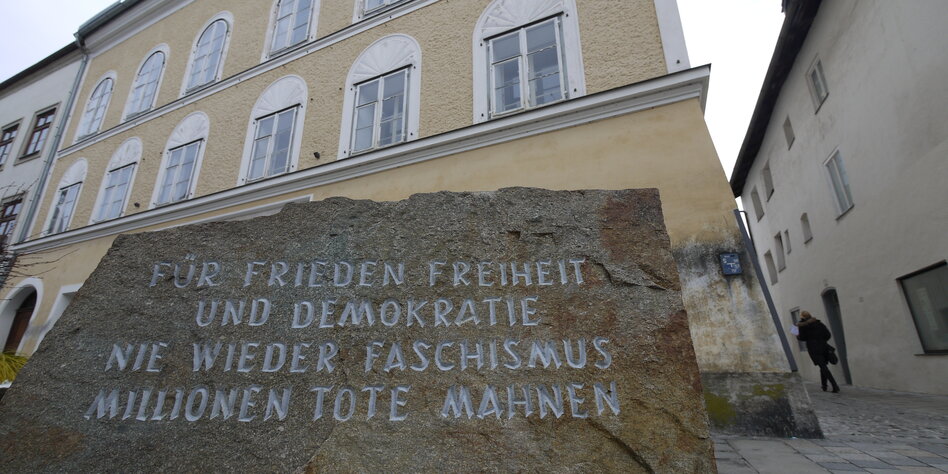 FÜR FRIEDEN FREIHEIT
UND DEMOKRATIE
NIE WIEDER FASCHISMUS
MILLIONEN TOTE MAHNEN